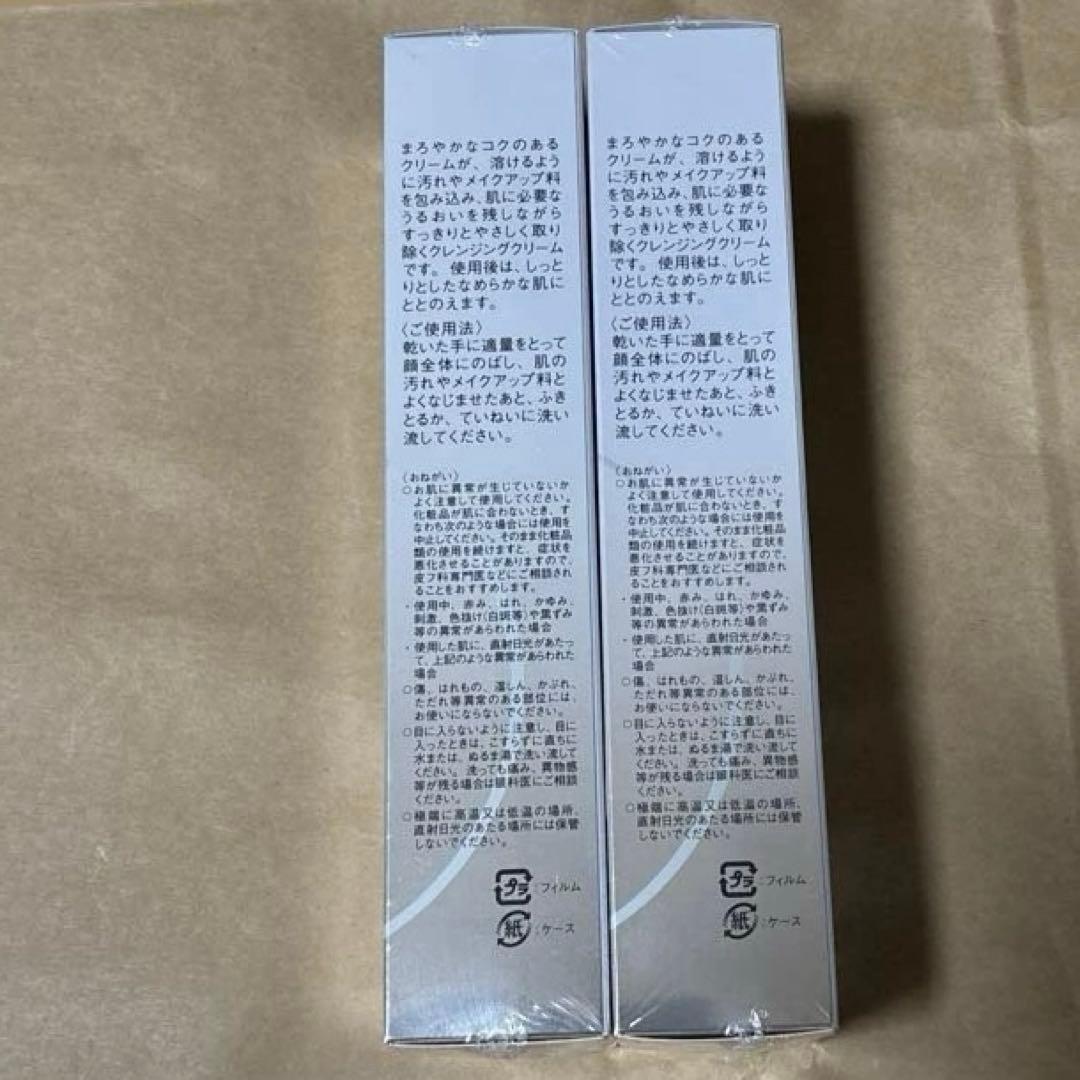 まろやかなコクのある
クリームが、溶けるよう
に汚れやメイクアップ料
を包み込み、肌に必要な
うるおいを残しながら
すっきりとやさしく取り
除くクレンジングクリーム
です。使用後は、しっと
りとしたなめらかな肌に
ととのえます。
〈ご使用法〉
乾いた手に適量をとって
顔全体にのばし、肌の
汚れやメイクアップ料と
よくなじませたあと、ふき
とるか、ていねいに洗い
流してください。
〈おねがい〉
○お肌に異常が生じていないか
よく注意して使用してください。
化粧品が肌に合わないとき、す
なわち次のような場合には使用を
中止してください。そのまま化粧品
類の使用を続けますと、症状を
悪化させることがありますので、
皮フ科専門医などにご相談され
ることをおすすめします。
・使用中、赤み、はれ、かゆみ、
刺激、色抜け(白斑等)や黒ずみ
等の異常があらわれた場合
・使用した肌に、直射日光があたっ
て、上記のような異常があらわれた
場合
○傷、はれもの、湿しん、かぶれ、
ただれ等異常のある部位には、
お使いにならないでください。
○目に入らないように注意し、目に
入ったときは、こすらずに直ちに
水または、ぬるま湯で洗い流して
ください。洗っても痛み、異物感
等が残る場合は眼科医にご相談
ください。
○極端に高温又は低温の場所、
直射日光のあたる場所には保管
しないでください。
プラ:フィルム
紙:ケース
まろやかなコクのある
クリームが、溶けるよう
に汚れやメイクアップ料
を包み込み、肌に必要な
うるおいを残しながら
すっきりとやさしく取り
除くクレンジングクリーム
です。使用後は、しっと
りとしたなめらかな肌に
ととのえます。
〈ご使用法〉
乾いた手に適量をとって
顔全体にのばし、肌の
汚れやメイクアップ料と
よくなじませたあと、ふき
とるか、ていねいに洗い
流してください。
〈おねがい〉
○お肌に異常が生じていないか
よく注意して使用してください。
化粧品が肌に合わないとき、す
なわち次のような場合には使用を
中止してください。そのまま化粧品
類の使用を続けますと、症状を
悪化させることがありますので、
皮フ科専門医などにご相談され
ることをおすすめします。
・使用中、赤み、はれ、かゆみ、
刺激、色抜け(白斑等)や黒ずみ
等の異常があらわれた場合
・使用した肌に、直射日光があたっ
て、上記のような異常があらわれた
場合
○傷、はれもの、湿しん、かぶれ、
ただれ等異常のある部位には、
お使いにならないでください。
○目に入らないように注意し、目に
入ったときは、こすらずに直ちに
水または、ぬるま湯で洗い流して
ください。洗っても痛み、異物感
等が残る場合は眼科医にご相談
ください。
○極端に高温又は低温の場所、
直射日光のあたる場所には保管
しないでください。
プラ:フィルム
紙:ケース